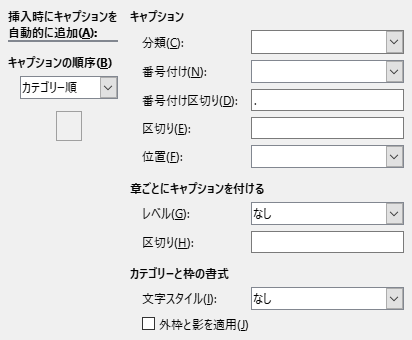 挿入時にキャプションを
自動的に追加(A):
キャプションの順序(B)
カテゴリー順
キャプション
分類(C):
番号付け(N):
番号付け区切り(D): .
区切り(E):
位置(F):
章ごとにキャプションを付ける
レベル(G): なし
区切り(H):
カテゴリーと枠の書式
文字スタイル(I): なし
外枠と影を適用(J)